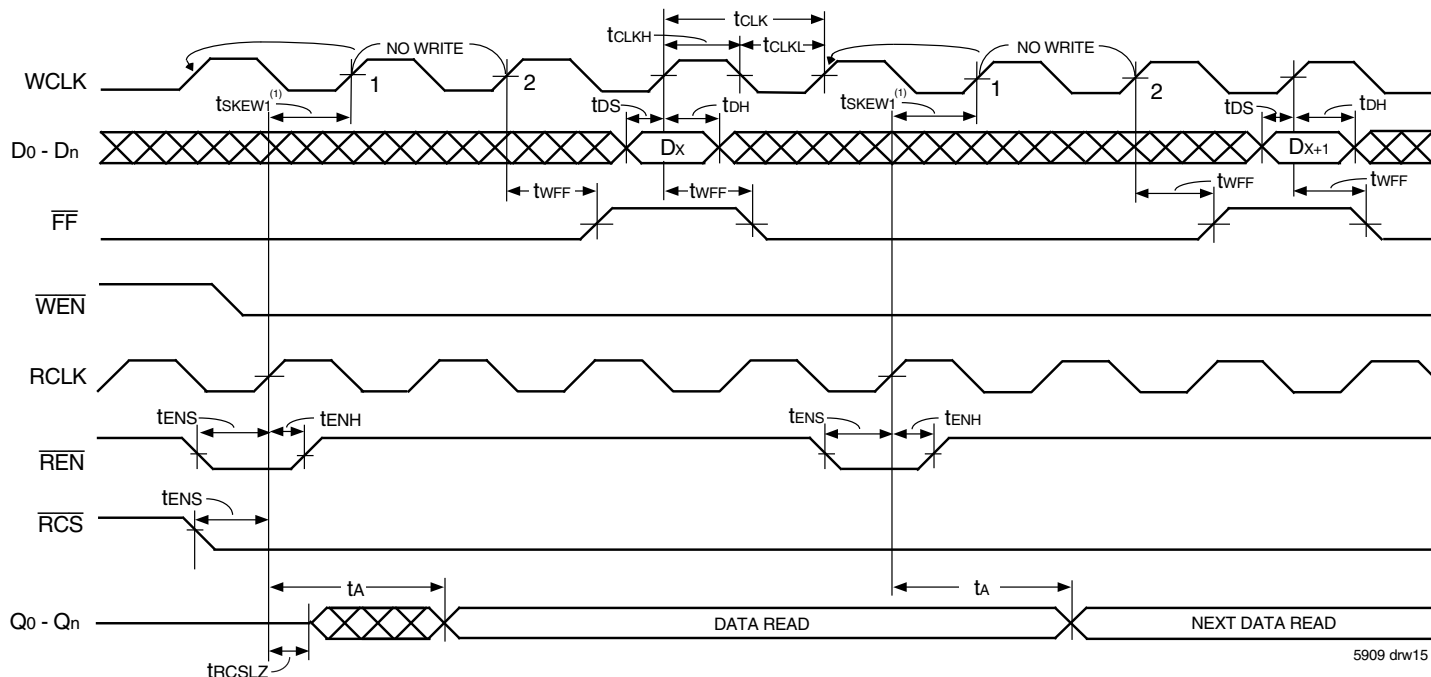 tCLK
tCLKH
tCLKL
NO WRITE
NO WRITE
WCLK
1
2
1
2
tSKEW1(1)
tDS
tDH
tSKEW1(1)
tDS
tDH
D0 - Dn
DX
DX+1
tWFF
tWFF
tWFF
tWFF
FF
WEN
RCLK
tENS
tENH
tENS
tENH
REN
tENS
RCS
tA
tA
Q0 - Qn
DATA READ
NEXT DATA READ
tRCSLZ
5909 drw15